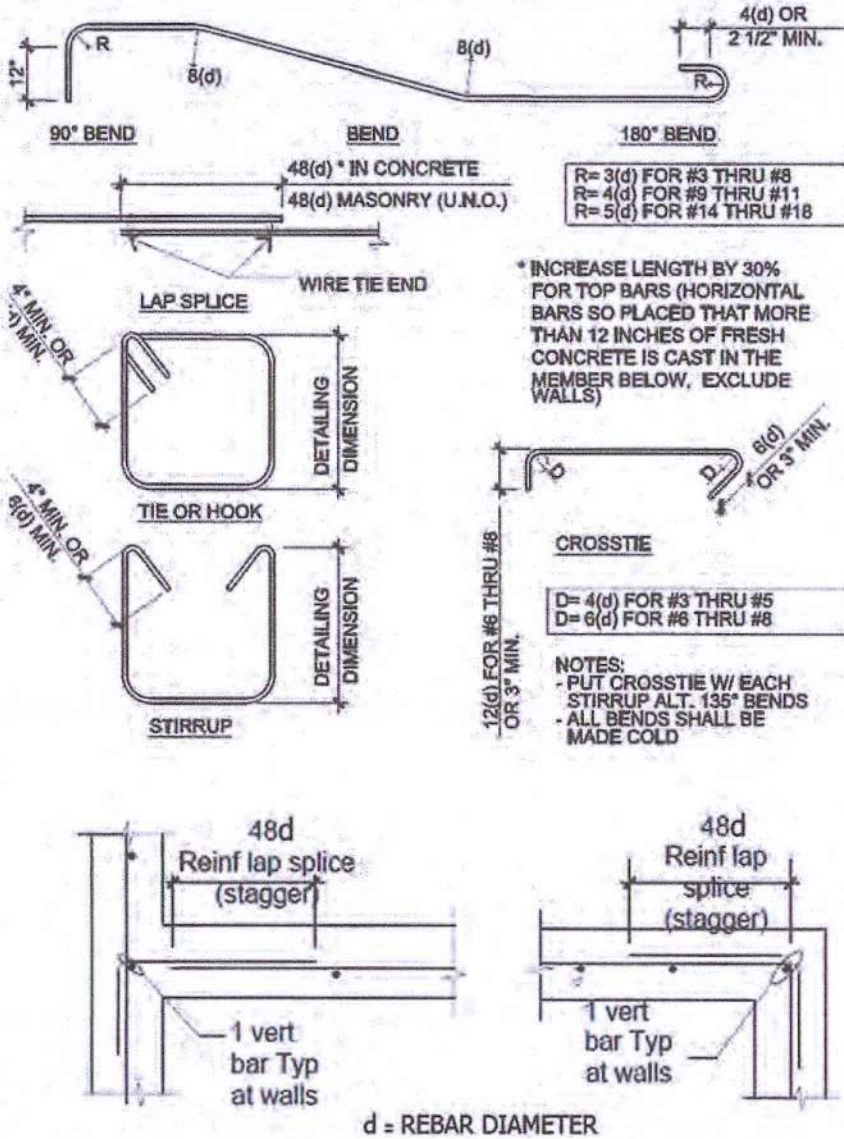 4(d) OR
2 1/2" MIN.
12"
R
8(d)
8(d)
R
90° BEND
BEND
180° BEND
48(d) * IN CONCRETE
48(d) MASONRY (U.N.O.)
R= 3(d) FOR #3 THRU #8
R= 4(d) FOR #9 THRU #11
R= 5(d) FOR #14 THRU #18
WIRE TIE END
LAP SPLICE
* INCREASE LENGTH BY 30%
FOR TOP BARS (HORIZONTAL
BARS SO PLACED THAT MORE
THAN 12 INCHES OF FRESH
CONCRETE IS CAST IN THE
MEMBER BELOW, EXCLUDE
WALLS)
4" MIN. OR
(d) MIN.
DETAILING
DIMENSION
TIE OR HOOK
6(d)
OR 3" MIN.
D
D
CROSSTIE
12(d) FOR #6 THRU #8
OR 3" MIN.
4" MIN. OR
6(d) MIN.
DETAILING
DIMENSION
STIRRUP
D= 4(d) FOR #3 THRU #5
D= 6(d) FOR #6 THRU #8
NOTES:
- PUT CROSSTIE W/ EACH
STIRRUP ALT. 135° BENDS
- ALL BENDS SHALL BE
MADE COLD
48d
Reinf lap splice
(stagger)
48d
Reinf lap
splice
(stagger)
1 vert
bar Typ
at walls
1 vert
bar Typ
at walls
d = REBAR DIAMETER